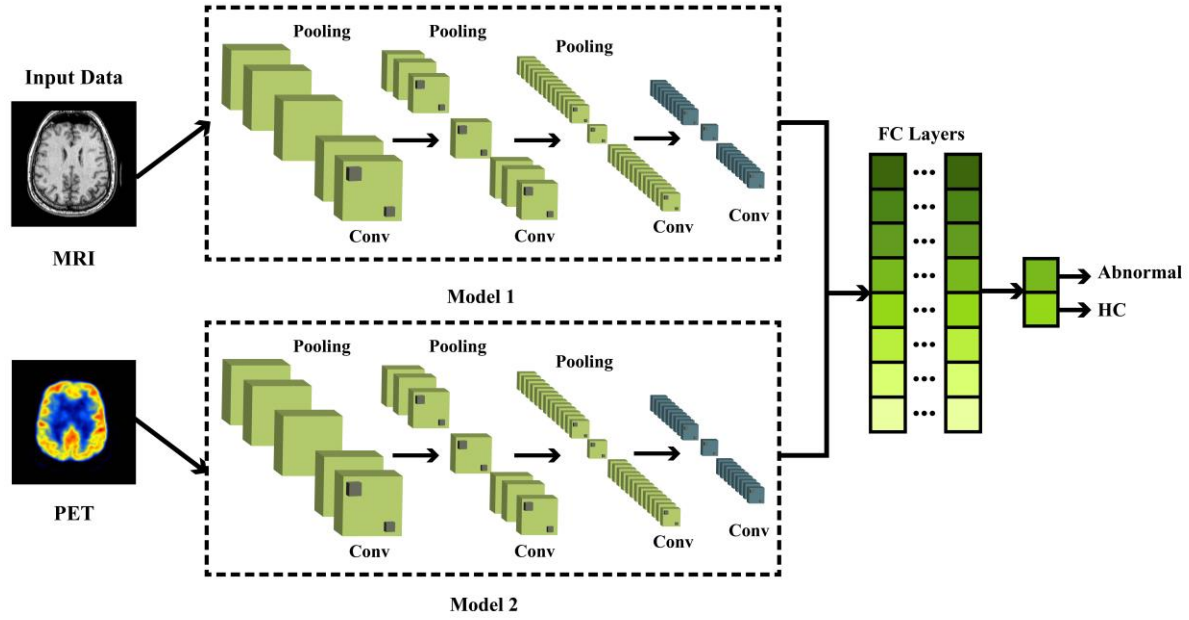 Input Data
MRI
Pooling
Pooling
Pooling
Conv
Conv
Conv
Conv
Model 1
PET
Pooling
Pooling
Pooling
Conv
Conv
Conv
Conv
Model 2
FC Layers
Abnormal
HC